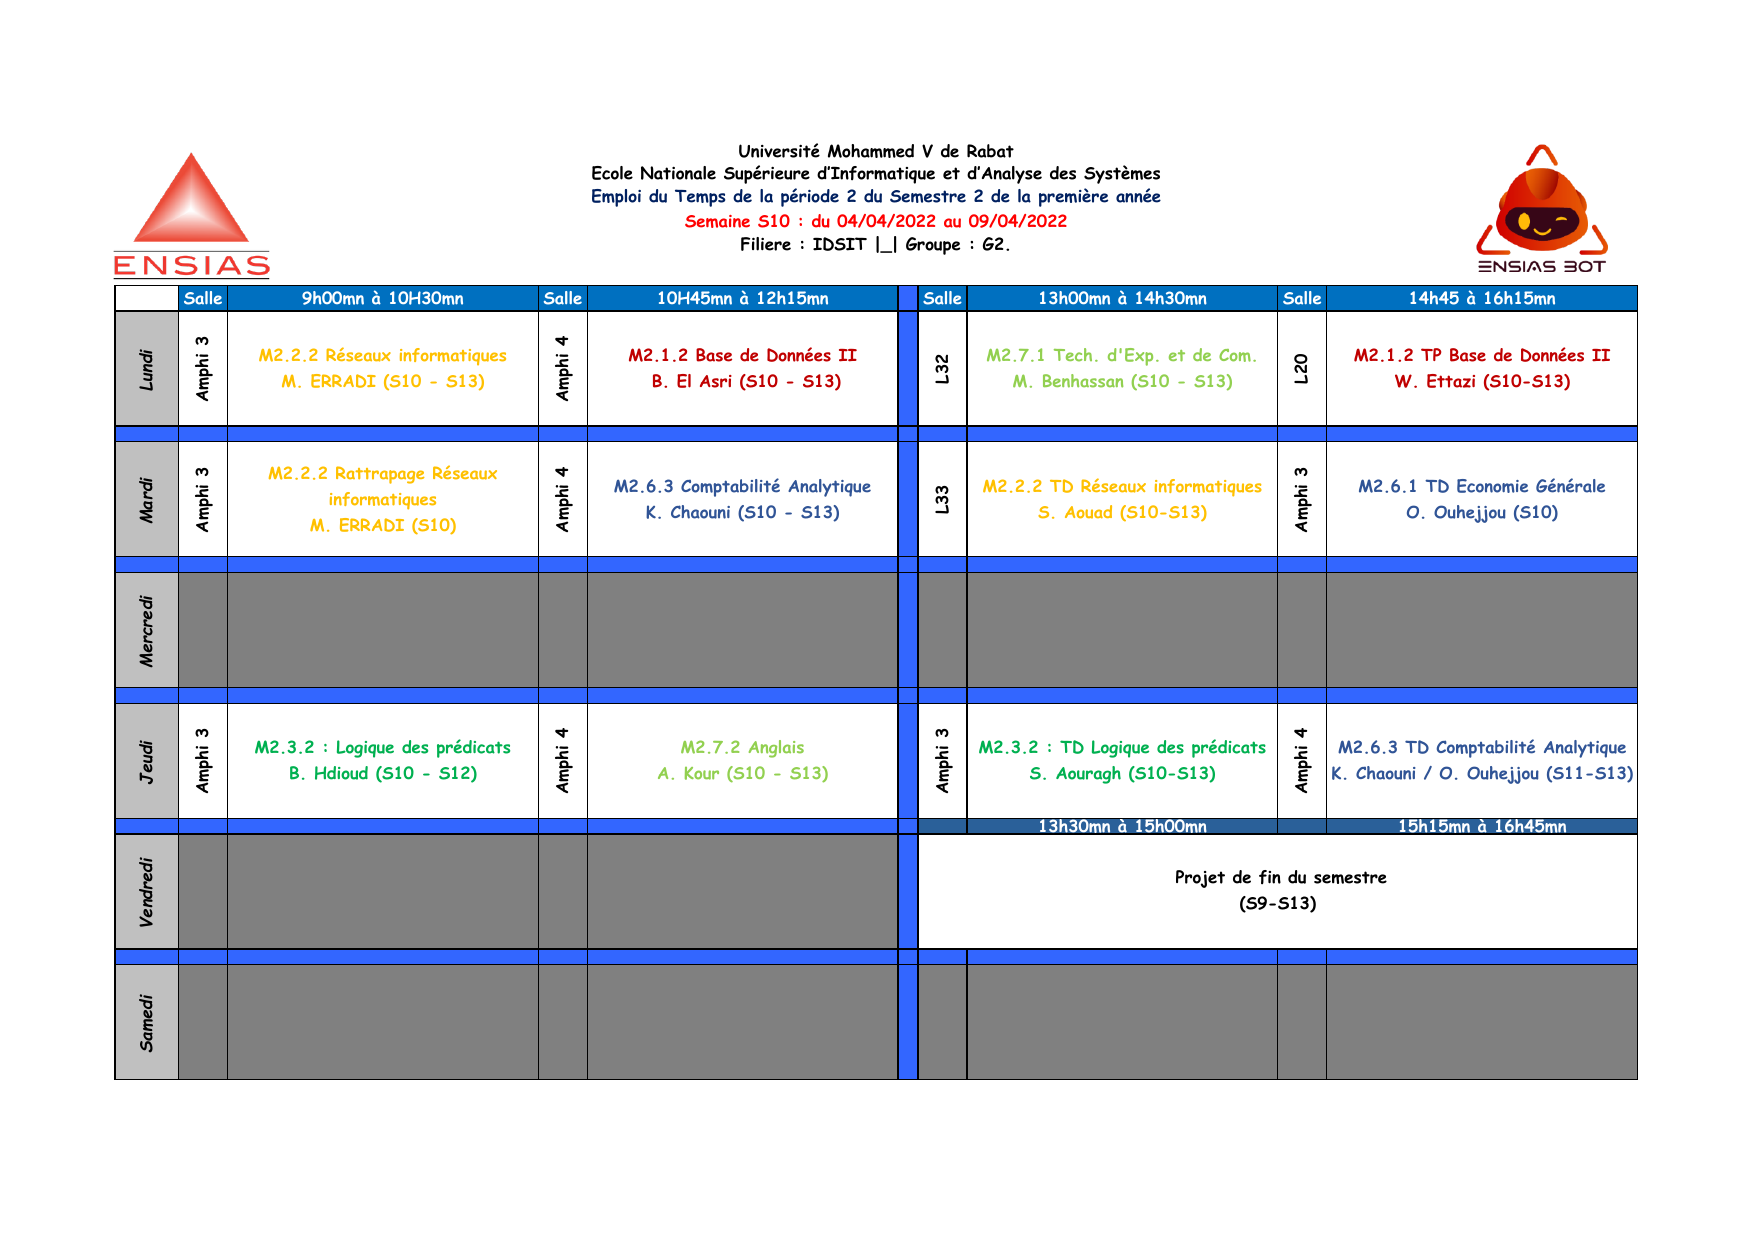 Université Mohammed V de Rabat
Ecole Nationale Supérieure d’Informatique et d’Analyse des Systèmes
Emploi du Temps de la période 2 du Semestre 2 de la première année
Semaine S10 : du 04/04/2022 au 09/04/2022
Filiere : IDSIT |_| Groupe : G2.
ENSIAS
ENSIAS BOT
Salle 9h00mn à 10H30mn Salle 10H45mn à 12h15mn Salle 13h00mn à 14h30mn Salle 14h45 à 16h15mn
Lundi
Amphi 3
M2.2.2 Réseaux informatiques
M. ERRADI (S10 - S13)
Amphi 4
M2.1.2 Base de Données II
B. El Asri (S10 - S13)
L32
M2.7.1 Tech. d'Exp. et de Com.
M. Benhassan (S10 - S13)
L20
M2.1.2 TP Base de Données II
W. Ettazi (S10-S13)
Mardi
Amphi 3
M2.2.2 Rattrapage Réseaux
informatiques
M. ERRADI (S10)
Amphi 4
M2.6.3 Comptabilité Analytique
K. Chaouni (S10 - S13)
L33
M2.2.2 TD Réseaux informatiques
S. Aouad (S10-S13)
Amphi 3
M2.6.1 TD Economie Générale
O. Ouhejjou (S10)
Mercredi
Jeudi
Amphi 3
M2.3.2 : Logique des prédicats
B. Hdioud (S10 - S12)
Amphi 4
M2.7.2 Anglais
A. Kour (S10 - S13)
Amphi 3
M2.3.2 : TD Logique des prédicats
S. Aouragh (S10-S13)
Amphi 4
M2.6.3 TD Comptabilité Analytique
K. Chaouni / O. Ouhejjou (S11-S13)
13h30mn à 15h00mn 15h15mn à 16h45mn
Vendredi
Projet de fin du semestre
(S9-S13)
Samedi